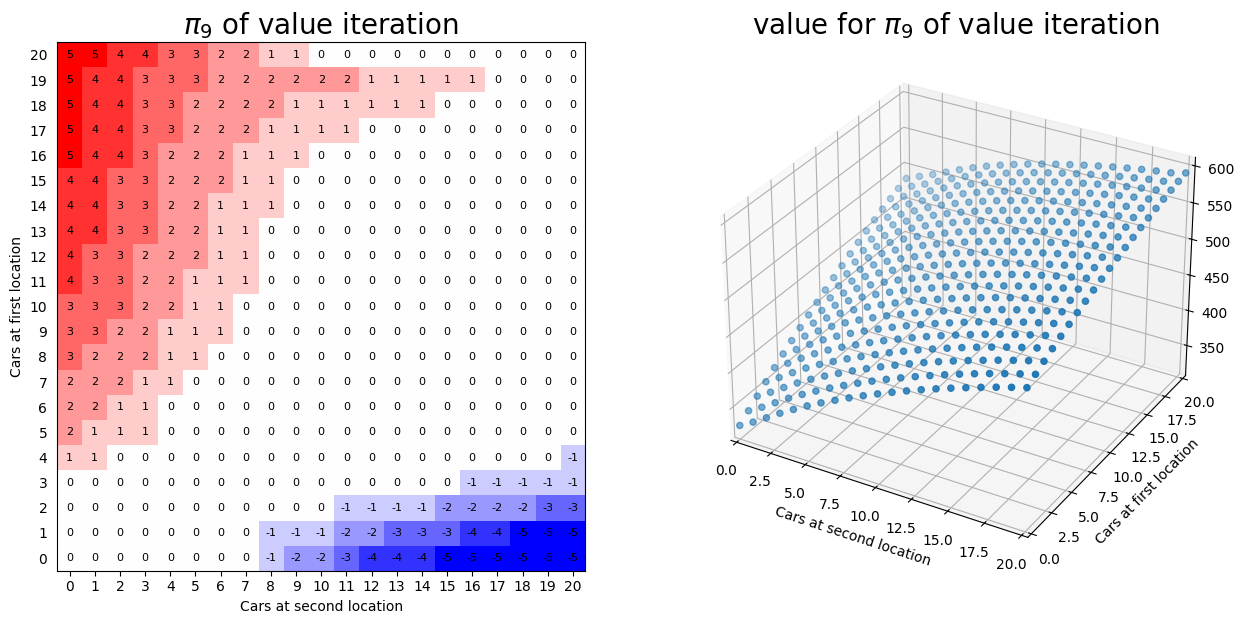 π₉ of value iteration
20 5 5 4 4 3 3 2 2 1 1 0 0 0 0 0 0 0 0 0 0 0
19 5 4 4 3 3 3 2 2 2 2 2 2 1 1 1 1 1 0 0 0 0
18 5 4 4 3 3 2 2 2 2 1 1 1 1 1 1 0 0 0 0 0 0
17 5 4 4 3 3 2 2 2 1 1 1 1 0 0 0 0 0 0 0 0 0
16 5 4 4 3 2 2 2 1 1 1 0 0 0 0 0 0 0 0 0 0 0
15 4 4 3 3 2 2 2 1 1 0 0 0 0 0 0 0 0 0 0 0 0
14 4 4 3 3 2 2 1 1 1 0 0 0 0 0 0 0 0 0 0 0 0
13 4 4 3 3 2 2 1 1 0 0 0 0 0 0 0 0 0 0 0 0 0
12 4 3 3 2 2 2 1 1 0 0 0 0 0 0 0 0 0 0 0 0 0
11 4 3 3 2 2 1 1 1 0 0 0 0 0 0 0 0 0 0 0 0 0
10 3 3 3 2 2 1 1 0 0 0 0 0 0 0 0 0 0 0 0 0 0
9 3 3 2 2 1 1 1 0 0 0 0 0 0 0 0 0 0 0 0 0 0
8 3 2 2 2 1 1 0 0 0 0 0 0 0 0 0 0 0 0 0 0 0
7 2 2 2 1 1 0 0 0 0 0 0 0 0 0 0 0 0 0 0 0 0
6 2 2 1 1 0 0 0 0 0 0 0 0 0 0 0 0 0 0 0 0 0
5 2 1 1 1 0 0 0 0 0 0 0 0 0 0 0 0 0 0 0 0 0
4 1 1 0 0 0 0 0 0 0 0 0 0 0 0 0 0 0 0 0 0 -1
3 0 0 0 0 0 0 0 0 0 0 0 0 0 0 0 0 -1 -1 -1 -1 -1
2 0 0 0 0 0 0 0 0 0 0 0 -1 -1 -1 -1 -2 -2 -2 -2 -3 -3
1 0 0 0 0 0 0 0 0 -1 -1 -1 -2 -2 -3 -3 -3 -4 -4 -5 -5 -5
0 0 0 0 0 0 0 0 0 -1 -2 -2 -3 -4 -4 -4 -5 -5 -5 -5 -5 -5
0 1 2 3 4 5 6 7 8 9 10 11 12 13 14 15 16 17 18 19 20
Cars at first location
Cars at second location
value for π₉ of value iteration
600
550
500
450
400
350
0.0 2.5 5.0 7.5 10.0 12.5 15.0 17.5 20.0
Cars at second location
0.0 2.5 5.0 7.5 10.0 12.5 15.0 17.5 20.0
Cars at first location